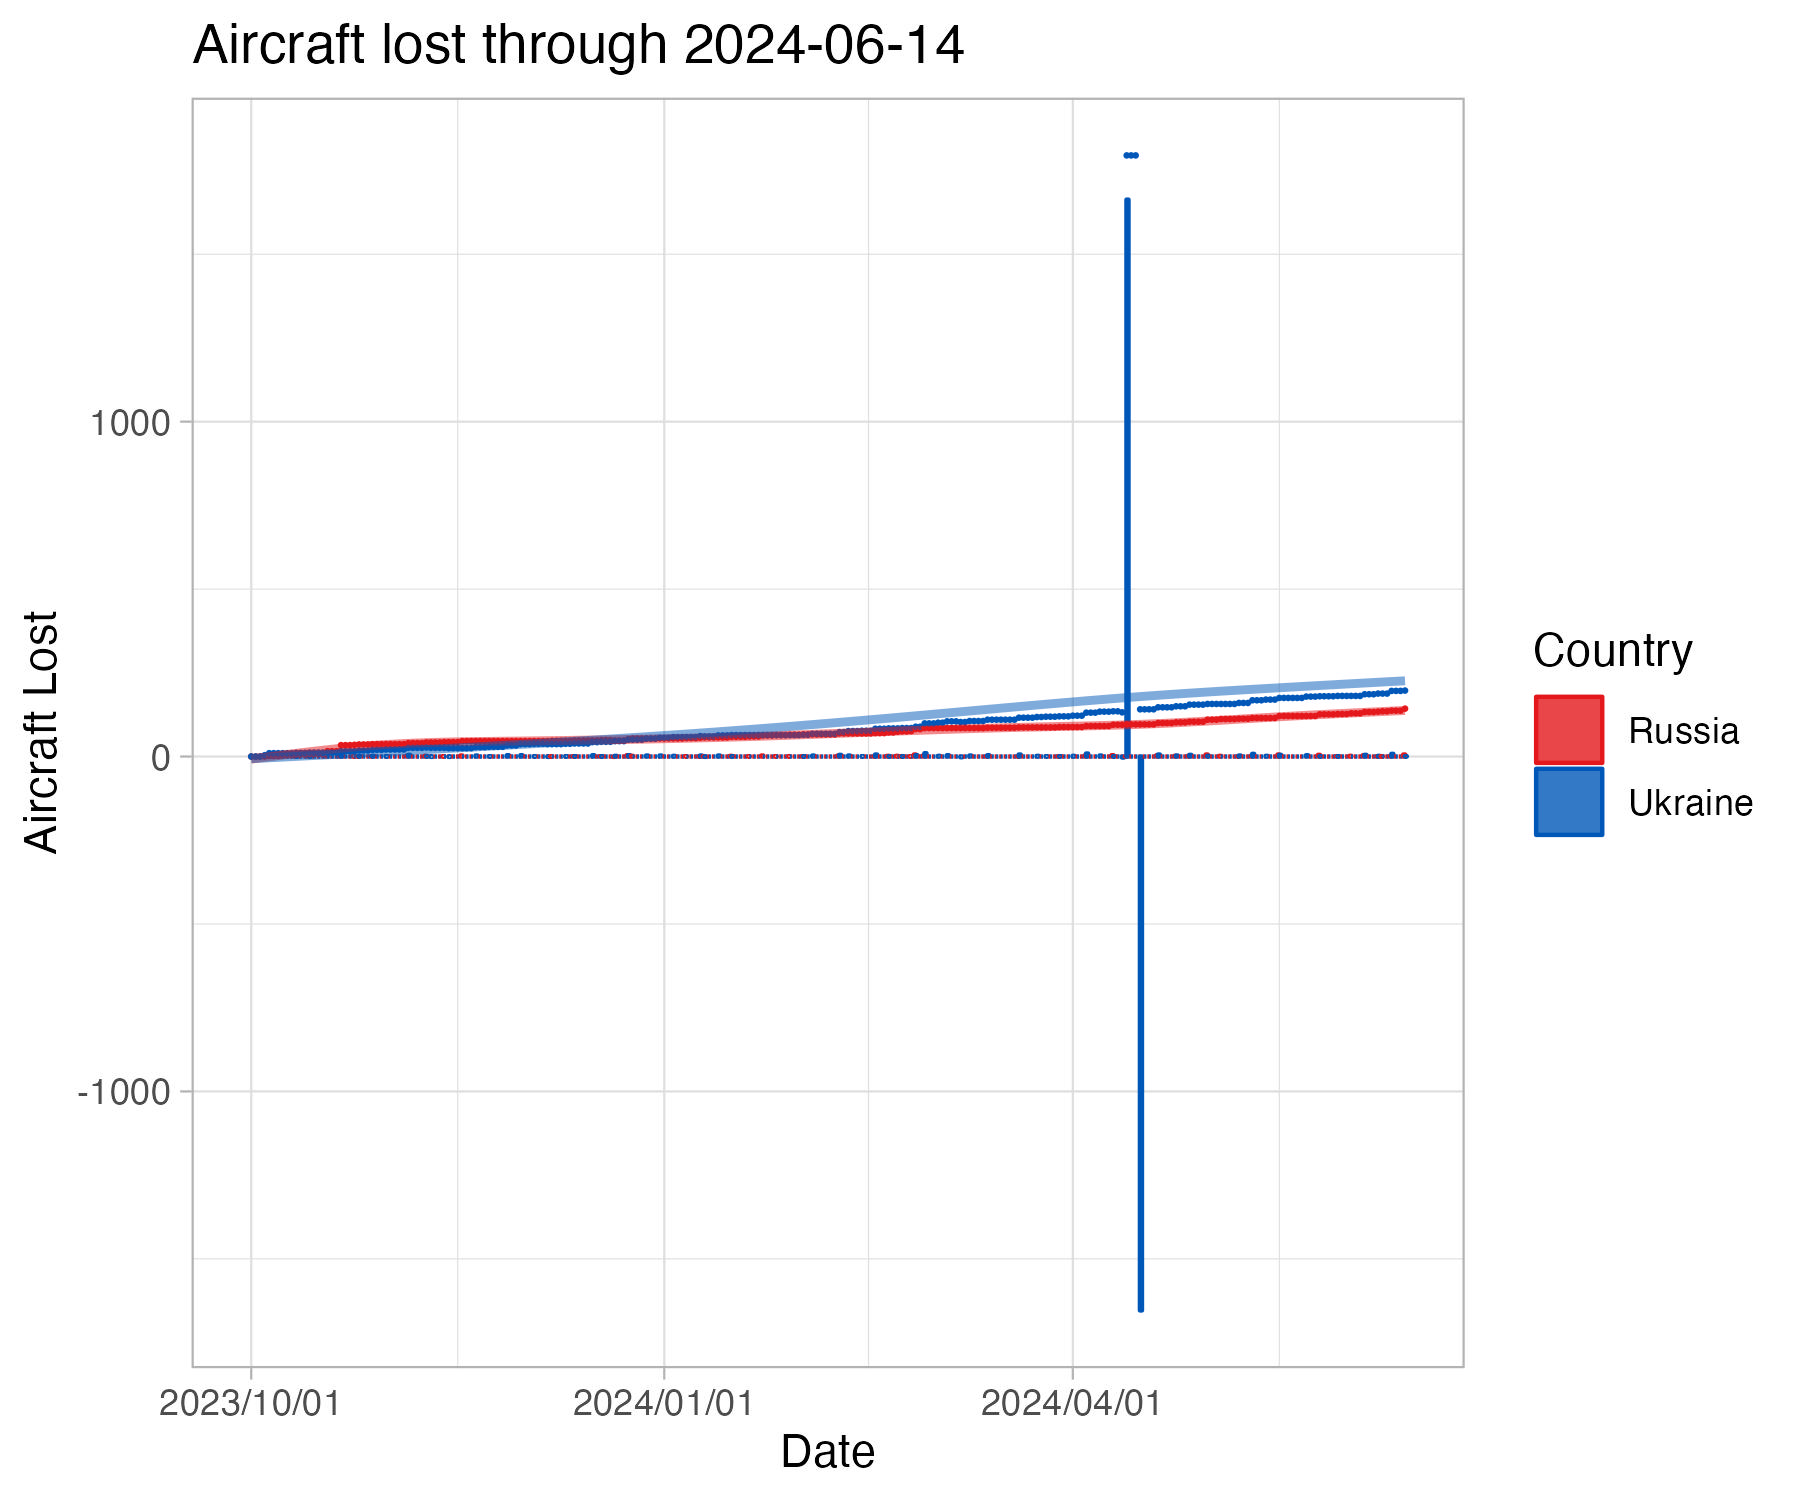 Aircraft lost through 2024-06-14
Aircraft Lost
1000
0
-1000
2023/10/01
2024/01/01
2024/04/01
Date
Country
Russia
Ukraine